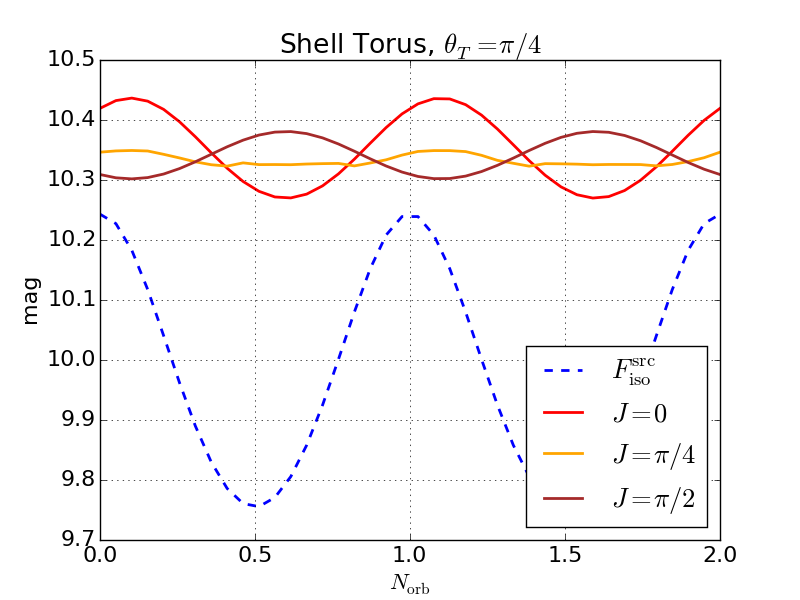 Shell Torus, θ_T = π/4
mag
10.5
10.4
10.3
10.2
10.1
10.0
9.9
9.8
9.7
0.0 0.5 1.0 1.5 2.0
N_orb
F_iso^src
J = 0
J = π/4
J = π/2